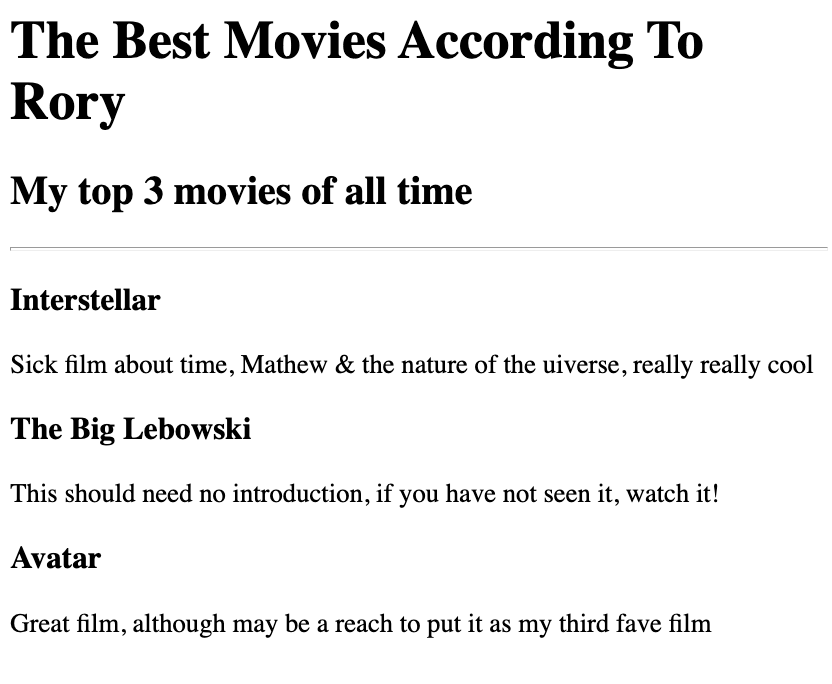 The Best Movies According To
Rory
My top 3 movies of all time
Interstellar
Sick film about time, Mathew & the nature of the uiverse, really really cool
The Big Lebowski
This should need no introduction, if you have not seen it, watch it!
Avatar
Great film, although may be a reach to put it as my third fave film